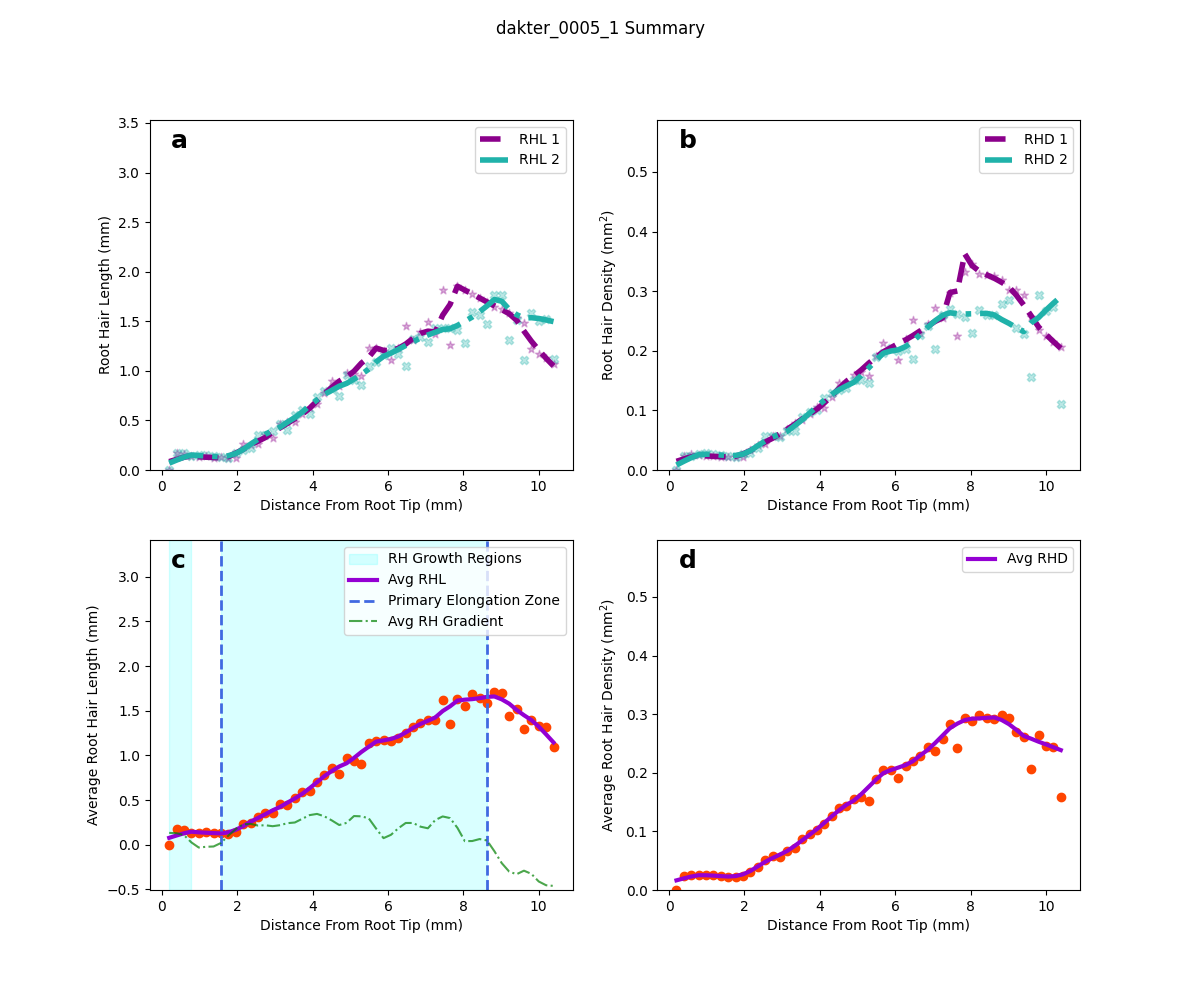 dakter_0005_1 Summary
a
RHL 1
RHL 2
3.5
3.0
2.5
2.0
1.5
1.0
0.5
0.0
Root Hair Length (mm)
0 2 4 6 8 10
Distance From Root Tip (mm)
b
RHD 1
RHD 2
0.5
0.4
0.3
0.2
0.1
0.0
Root Hair Density (mm²)
0 2 4 6 8 10
Distance From Root Tip (mm)
c
RH Growth Regions
Avg RHL
Primary Elongation Zone
Avg RH Gradient
3.0
2.5
2.0
1.5
1.0
0.5
0.0
−0.5
Average Root Hair Length (mm)
0 2 4 6 8 10
Distance From Root Tip (mm)
d
Avg RHD
0.5
0.4
0.3
0.2
0.1
0.0
Average Root Hair Density (mm²)
0 2 4 6 8 10
Distance From Root Tip (mm)